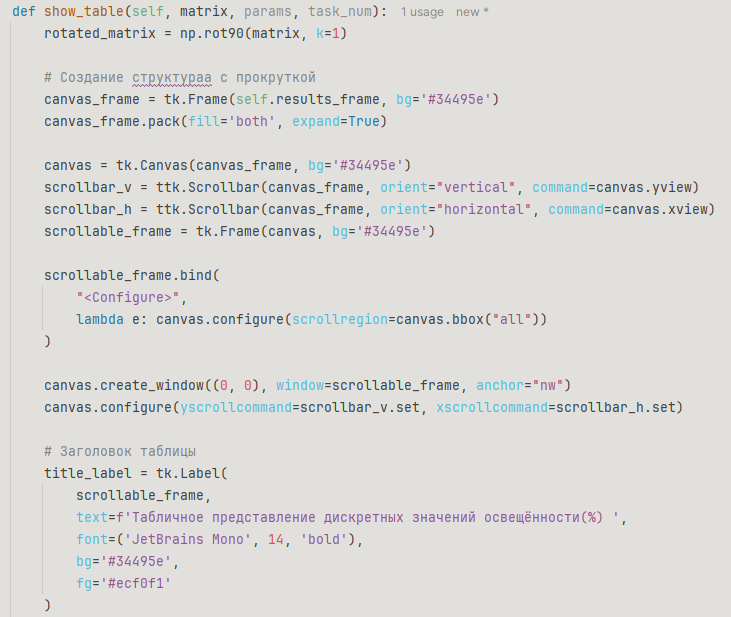 def show_table(self, matrix, params, task_num): 1 usage new *
    rotated_matrix = np.rot90(matrix, k=1)

    # Создание структураа с прокруткой
    canvas_frame = tk.Frame(self.results_frame, bg='#34495e')
    canvas_frame.pack(fill='both', expand=True)

    canvas = tk.Canvas(canvas_frame, bg='#34495e')
    scrollbar_v = ttk.Scrollbar(canvas_frame, orient="vertical", command=canvas.yview)
    scrollbar_h = ttk.Scrollbar(canvas_frame, orient="horizontal", command=canvas.xview)
    scrollable_frame = tk.Frame(canvas, bg='#34495e')

    scrollable_frame.bind(
        "<Configure>",
        lambda e: canvas.configure(scrollregion=canvas.bbox("all"))
    )

    canvas.create_window((0, 0), window=scrollable_frame, anchor="nw")
    canvas.configure(yscrollcommand=scrollbar_v.set, xscrollcommand=scrollbar_h.set)

    # Заголовок таблицы
    title_label = tk.Label(
        scrollable_frame,
        text=f'Табличное представление дискретных значений освещённости(%) ',
        font=('JetBrains Mono', 14, 'bold'),
        bg='#34495e',
        fg='#ecf0f1'
    )